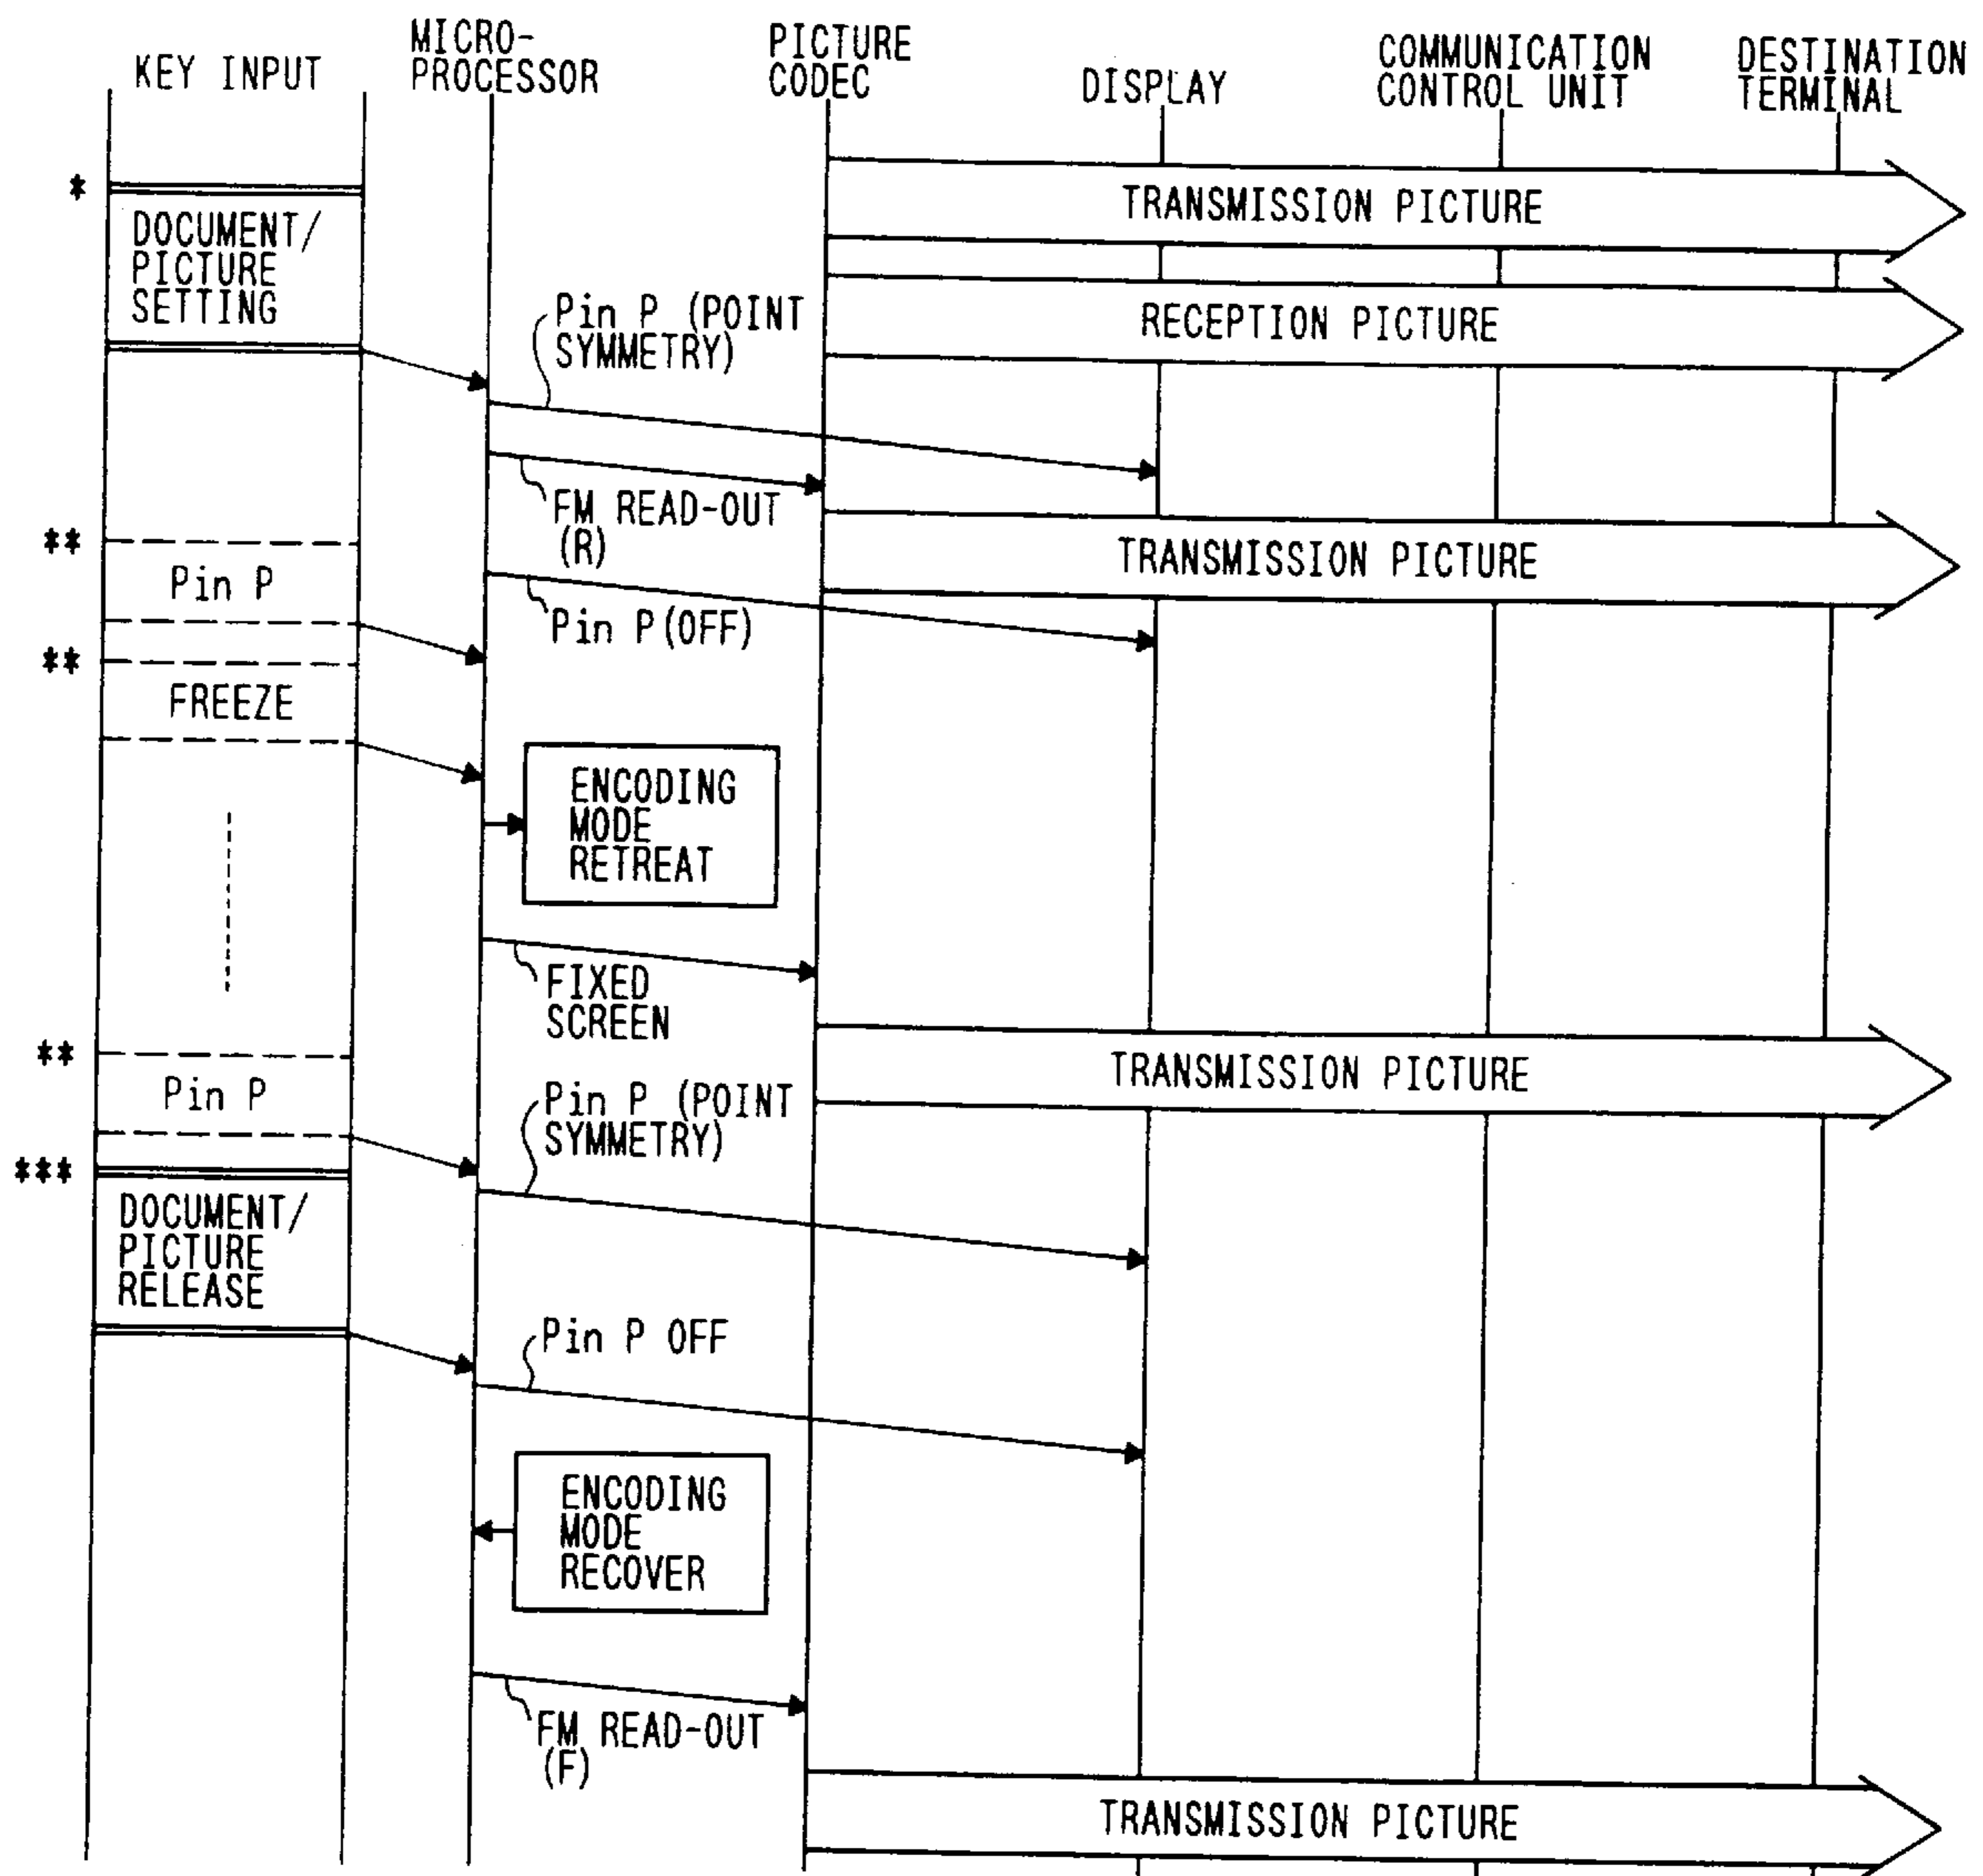 KEY INPUT
MICRO-
PROCESSOR
PICTURE
CODEC
DISPLAY
COMMUNICATION
CONTROL UNIT
DESTINATION
TERMINAL
*
DOCUMENT/
PICTURE
SETTING
TRANSMISSION PICTURE
RECEPTION PICTURE
Pin P (POINT
SYMMETRY)
FM READ-OUT
(R)
**
Pin P
TRANSMISSION PICTURE
Pin P(OFF)
**
FREEZE
ENCODING
MODE
RETREAT
FIXED
SCREEN
**
Pin P
TRANSMISSION PICTURE
Pin P (POINT
SYMMETRY)
***
DOCUMENT/
PICTURE
RELEASE
Pin P OFF
ENCODING
MODE
RECOVER
FM READ-OUT
(F)
TRANSMISSION PICTURE